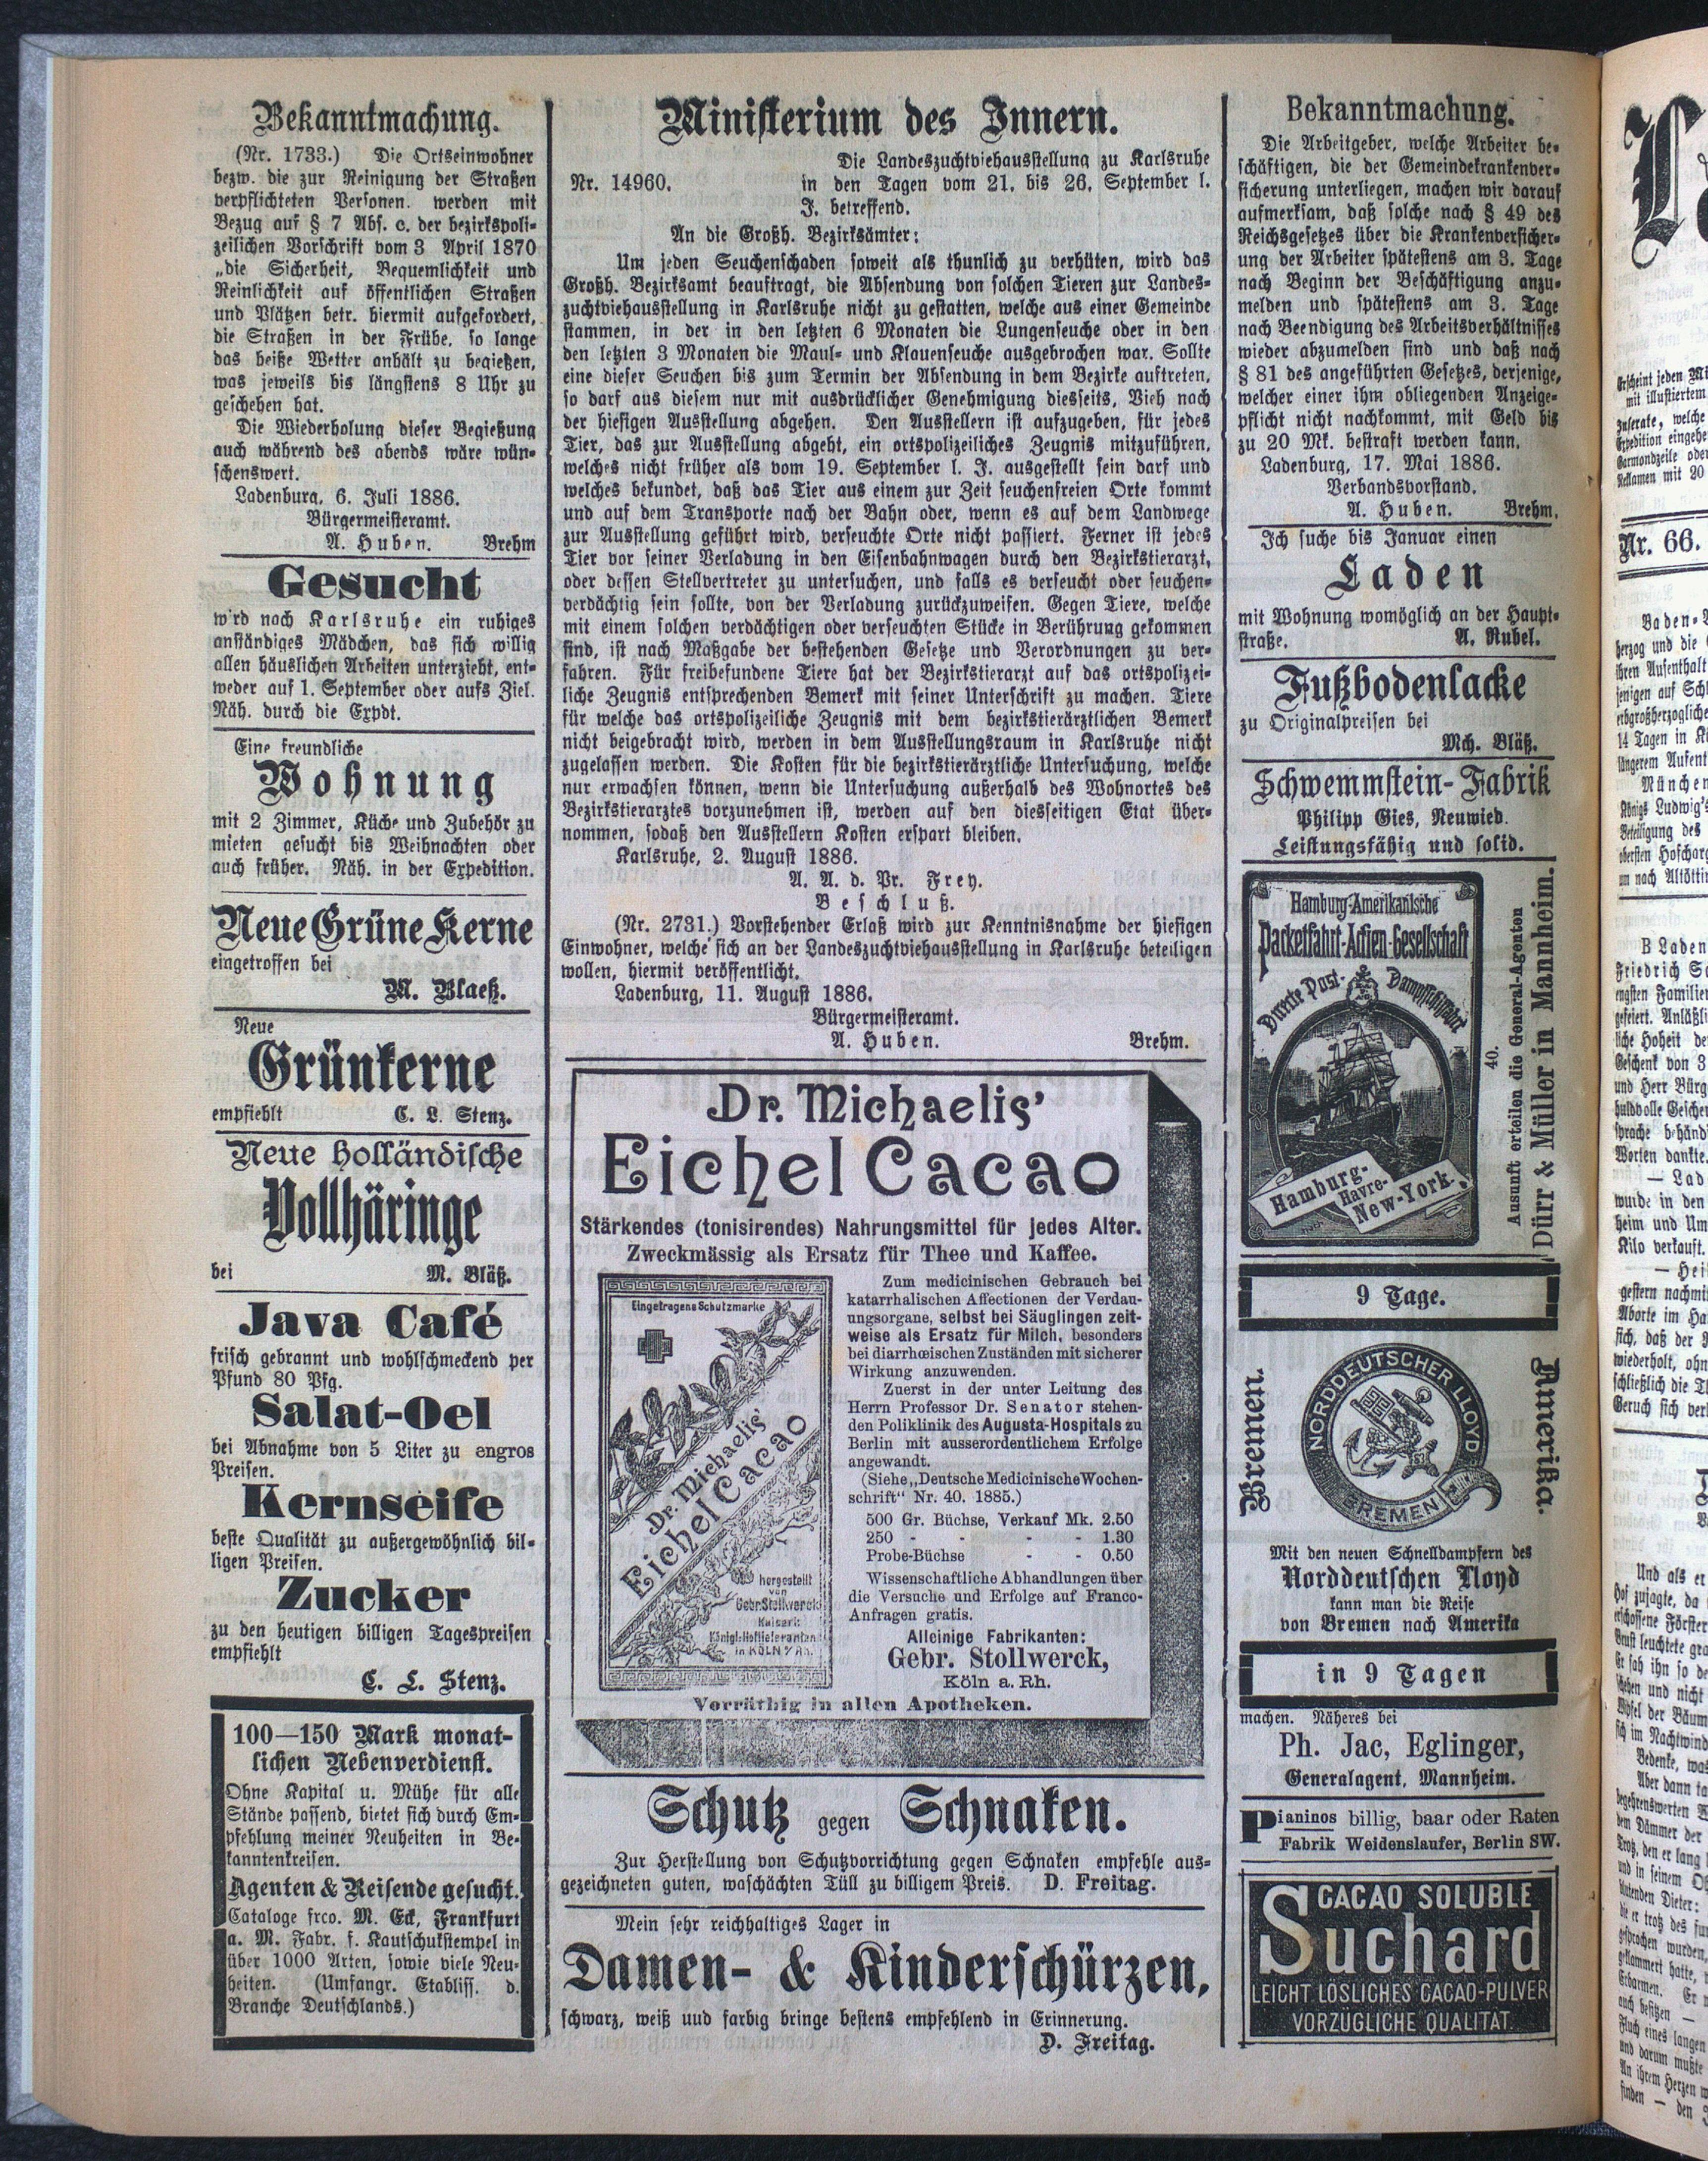 Bekanntmachung.
(Nr. 1733.) Die Ortseinwohner
bezw. die zur Reinigung der Straßen
verpflichteten Personen. werden mit
Bezug auf § 7 Abs. c. der bezirkspoli-
zeilichen Vorschrift vom 3 April 1870
„die Sicherheit, Bequemlichkeit und
Reinlichkeit auf öffentlichen Straßen
und Plätzen betr. hiermit aufgefordert,
die Straßen in der Frühe, so lange
das heiße Wetter anhält zu begießen,
was jeweils bis längstens 8 Uhr zu
geschehen hat.
Die Wiederholung dieser Begießung
auch während des abends wäre wün-
schenswert.
Ladenburg, 6. Juli 1886.
Bürgermeisteramt.
A. Huben. Brehm
Gesucht
wird nach Karlsruhe ein ruhiges
anständiges Mädchen, das sich willig
allen häuslichen Arbeiten unterzieht, ent-
weder auf 1. September oder aufs Ziel.
Näh. durch die Expdt.
Eine freundliche
Wohnung
mit 2 Zimmer, Küche und Zubehör zu
mieten gesucht bis Weihnachten oder
auch früher. Näh. in der Expedition.
Neue Grüne Kerne
eingetroffen bei
M. Blaeß.
Neue
Grünkerne
empfiehlt C. L. Stenz.
Neue holländische
Vollhäringe
bei M. Bläß.
Java Café
frisch gebrannt und wohlschmeckend per
Pfund 80 Pfg.
Salat-Oel
bei Abnahme von 5 Liter zu engros
Preisen.
Kernseife
beste Qualität zu außergewöhnlich bil-
ligen Preisen.
Zucker
zu den heutigen billigen Tagespreisen
empfiehlt
C. L. Stenz.
100—150 Mark monat-
lichen Nebenverdienst.
Ohne Kapital u. Mühe für alle
Stände passend, bietet sich durch Em-
pfehlung meiner Neuheiten in Be-
kanntenkreisen.
Agenten & Reisende gesucht.
Cataloge frco. M. Eck, Frankfurt
a. M. Fabr. f. Kautschukstempel in
über 1000 Arten, sowie viele Neu-
heiten. (Umfangr. Etabliss. d.
Branche Deutschlands.)
Ministerium des Innern.
Die Landeszuchtviehausstellung zu Karlsruhe
Nr. 14960. in den Tagen vom 21. bis 26. September l.
J. betreffend.
An die Großh. Bezirksämter:
Um jeden Seuchenschaden soweit als thunlich zu verhüten, wird das
Großh. Bezirksamt beauftragt, die Absendung von solchen Tieren zur Landes-
zuchtviehausstellung in Karlsruhe nicht zu gestatten, welche aus einer Gemeinde
stammen, in der in den letzten 6 Monaten die Lungenseuche oder in den
den letzten 3 Monaten die Maul- und Klauenseuche ausgebrochen war. Sollte
eine dieser Seuchen bis zum Termin der Absendung in dem Bezirke auftreten,
so darf aus diesem nur mit ausdrücklicher Genehmigung diesseits, Vieh nach
der hiesigen Ausstellung abgehen. Den Ausstellern ist aufzugeben, für jedes
Tier, das zur Ausstellung abgeht, ein ortspolizeiliches Zeugnis mitzuführen,
welches nicht früher als vom 19. September l. J. ausgestellt sein darf und
welches bekundet, daß das Tier aus einem zur Zeit seuchenfreien Orte kommt
und auf dem Transporte nach der Bahn oder, wenn es auf dem Landwege
zur Ausstellung geführt wird, verseuchte Orte nicht passiert. Ferner ist jedes
Tier vor seiner Verladung in den Eisenbahnwagen durch den Bezirkstierarzt,
oder dessen Stellvertreter zu untersuchen, und falls es verseucht oder seuchen-
verdächtig sein sollte, von der Verladung zurückzuweisen. Gegen Tiere, welche
mit einem solchen verdächtigen oder verseuchten Stücke in Berührung gekommen
sind, ist nach Maßgabe der bestehenden Gesetze und Verordnungen zu ver-
fahren. Für freibefundene Tiere hat der Bezirkstierarzt auf das ortspolizei-
liche Zeugnis entsprechenden Bemerk mit seiner Unterschrift zu machen. Tiere
für welche das ortspolizeiliche Zeugnis mit dem bezirkstierärztlichen Bemerk
nicht beigebracht wird, werden in dem Ausstellungsraum in Karlsruhe nicht
zugelassen werden. Die Kosten für die bezirkstierärztliche Untersuchung, welche
nur erwachsen können, wenn die Untersuchung außerhalb des Wohnortes des
Bezirkstierarztes vorzunehmen ist, werden auf den diesseitigen Etat über-
nommen, sodaß den Ausstellern Kosten erspart bleiben.
Karlsruhe, 2. August 1886.
A. A. d. Pr. Frey.
Beschluß.
(Nr. 2731.) Vorstehender Erlaß wird zur Kenntnisnahme der hiesigen
Einwohner, welche sich an der Landeszuchtviehausstellung in Karlsruhe beteiligen
wollen, hiermit veröffentlicht.
Ladenburg, 11. August 1886.
Bürgermeisteramt.
A. Huben. Brehm.
Dr. Michaelis'
Eichel Cacao
Stärkendes (tonisirendes) Nahrungsmittel für jedes Alter.
Zweckmässig als Ersatz für Thee und Kaffee.
Eingetragene Schutzmarke
Dr. Michaelis'
Eichel Cacao
hergestellt
von
Gebr. Stollwerck
Kaiserl:
Königl: Hoflieferanten
in KÖLN a/Rh.
Zum medicinischen Gebrauch bei
katarrhalischen Affectionen der Verdau-
ungsorgane, selbst bei Säuglingen zeit-
weise als Ersatz für Milch, besonders
bei diarrhœischen Zuständen mit sicherer
Wirkung anzuwenden.
Zuerst in der unter Leitung des
Herrn Professor Dr. Senator stehen-
den Poliklinik des Augusta-Hospitals zu
Berlin mit ausserordentlichem Erfolge
angewandt.
(Siehe „Deutsche Medicinische Wochen-
schrift“ Nr. 40. 1885.)
500 Gr. Büchse, Verkauf Mk. 2.50
250 - - - - 1.30
Probe-Büchse - - 0.50
Wissenschaftliche Abhandlungen über
die Versuche und Erfolge auf Franco-
Anfragen gratis.
Alleinige Fabrikanten:
Gebr. Stollwerck,
Köln a. Rh.
Vorräthig in allen Apotheken.
Schutz gegen Schnaken.
Zur Herstellung von Schutzvorrichtung gegen Schnaken empfehle aus-
gezeichneten guten, waschächten Tüll zu billigem Preis. D. Freitag.
Mein sehr reichhaltiges Lager in
Damen- & Kinderschürzen,
schwarz, weiß und farbig bringe bestens empfehlend in Erinnerung.
D. Freitag.
Bekanntmachung.
Die Arbeitgeber, welche Arbeiter be-
schäftigen, die der Gemeindekrankenver-
sicherung unterliegen, machen wir darauf
aufmerksam, daß solche nach § 49 des
Reichsgesetzes über die Krankenversicher-
ung der Arbeiter spätestens am 3. Tage
nach Beginn der Beschäftigung anzu-
melden und spätestens am 3. Tage
nach Beendigung des Arbeitsverhältnisses
wieder abzumelden sind und daß nach
§ 81 des angeführten Gesetzes, derjenige,
welcher einer ihm obliegenden Anzeige-
pflicht nicht nachkommt, mit Geld bis
zu 20 Mk. bestraft werden kann.
Ladenburg, 17. Mai 1886.
Verbandsvorstand.
A. Huben. Brehm.
Ich suche bis Januar einen
Laden
mit Wohnung womöglich an der Haupt-
straße. A. Rubel.
Fußbodenlacke
zu Originalpreisen bei
Mch. Bläß.
Schwemmstein-Fabrik
Philipp Gies, Neuwied.
Leistungsfähig und solid.
Hamburg-Amerikanische
Packetfahrt-Actien-Gesellschaft
Directe Post- Dampfschiffahrt
Hamburg-
Havre-
New-York.
40.
Auskunft erteilen die General-Agenten
Dürr & Müller in Mannheim.
9 Tage.
Bremen.
NORDDEUTSCHER LLOYD
BREMEN
Amerika.
Mit den neuen Schnelldampfern des
Norddeutschen Lloyd
kann man die Reise
von Bremen nach Amerika
in 9 Tagen
machen. Näheres bei
Ph. Jac, Eglinger,
Generalagent, Mannheim.
Pianinos billig, baar oder Raten
Fabrik Weidenslaufer, Berlin SW.
CACAO SOLUBLE
Suchard
LEICHT LÖSLICHES CACAO-PULVER
VORZÜGLICHE QUALITÄT.
Nr. 66.